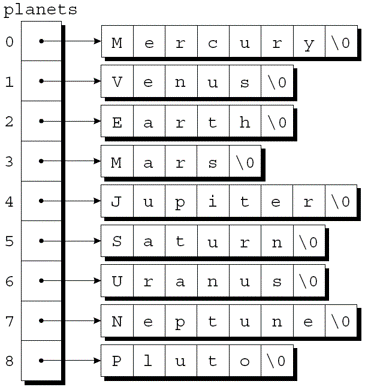 planets
0 M e r c u r y \0
1 V e n u s \0
2 E a r t h \0
3 M a r s \0
4 J u p i t e r \0
5 S a t u r n \0
6 U r a n u s \0
7 N e p t u n e \0
8 P l u t o \0